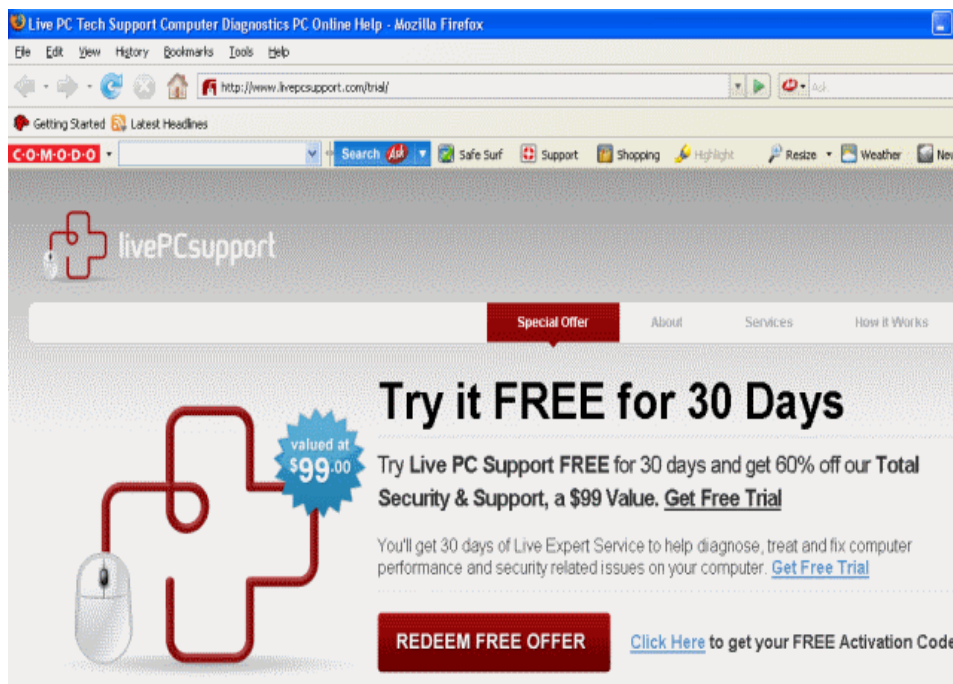 Live PC Tech Support Computer Diagnostics PC Online Help - Mozilla Firefox
File Edit View History Bookmarks Tools Help
http://www.livepcsupport.com/trial/ Ask
Getting Started Latest Headlines
C·O·M·O·D·O Search Ask Safe Surf Support Shopping Highlight Resize Weather
livePCsupport
Special Offer About Services How it Works
Try it FREE for 30 Days
valued at
$99.00
Try Live PC Support FREE for 30 days and get 60% off our Total
Security & Support, a $99 Value. Get Free Trial
You'll get 30 days of Live Expert Service to help diagnose, treat and fix computer
performance and security related issues on your computer. Get Free Trial
REDEEM FREE OFFER Click Here to get your FREE Activation Code